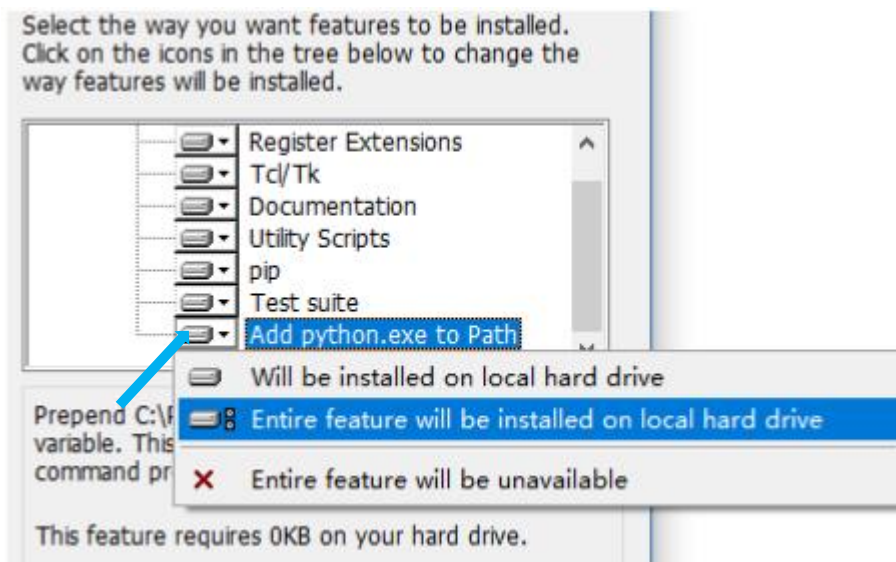 Select the way you want features to be installed.
Click on the icons in the tree below to change the
way features will be installed.
Register Extensions
Tcl/Tk
Documentation
Utility Scripts
pip
Test suite
Add python.exe to Path
Will be installed on local hard drive
Entire feature will be installed on local hard drive
Entire feature will be unavailable
Prepend C:\
variable. This
command
This feature requires 0KB on your hard drive.